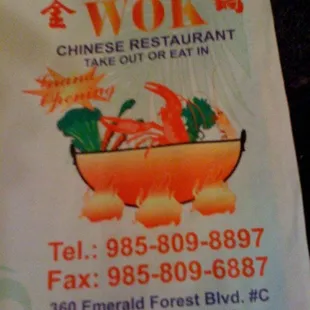 金 WOK 鍋
CHINESE RESTAURANT
TAKE OUT OR EAT IN
Grand
Opening
Tel.: 985-809-8897
Fax: 985-809-6887
360 Emerald Forest Blvd. #C